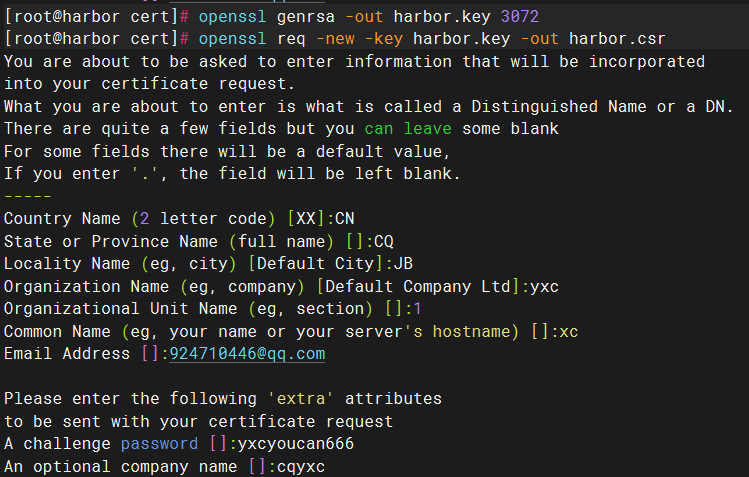 [root@harbor cert]# openssl genrsa -out harbor.key 3072
[root@harbor cert]# openssl req -new -key harbor.key -out harbor.csr
You are about to be asked to enter information that will be incorporated
into your certificate request.
What you are about to enter is what is called a Distinguished Name or a DN.
There are quite a few fields but you can leave some blank
For some fields there will be a default value,
If you enter '.', the field will be left blank.
-----
Country Name (2 letter code) [XX]:CN
State or Province Name (full name) []:CQ
Locality Name (eg, city) [Default City]:JB
Organization Name (eg, company) [Default Company Ltd]:yxc
Organizational Unit Name (eg, section) []:1
Common Name (eg, your name or your server's hostname) []:xc
Email Address []:924710446@qq.com

Please enter the following 'extra' attributes
to be sent with your certificate request
A challenge password []:yxcyoucan666
An optional company name []:cqyxc